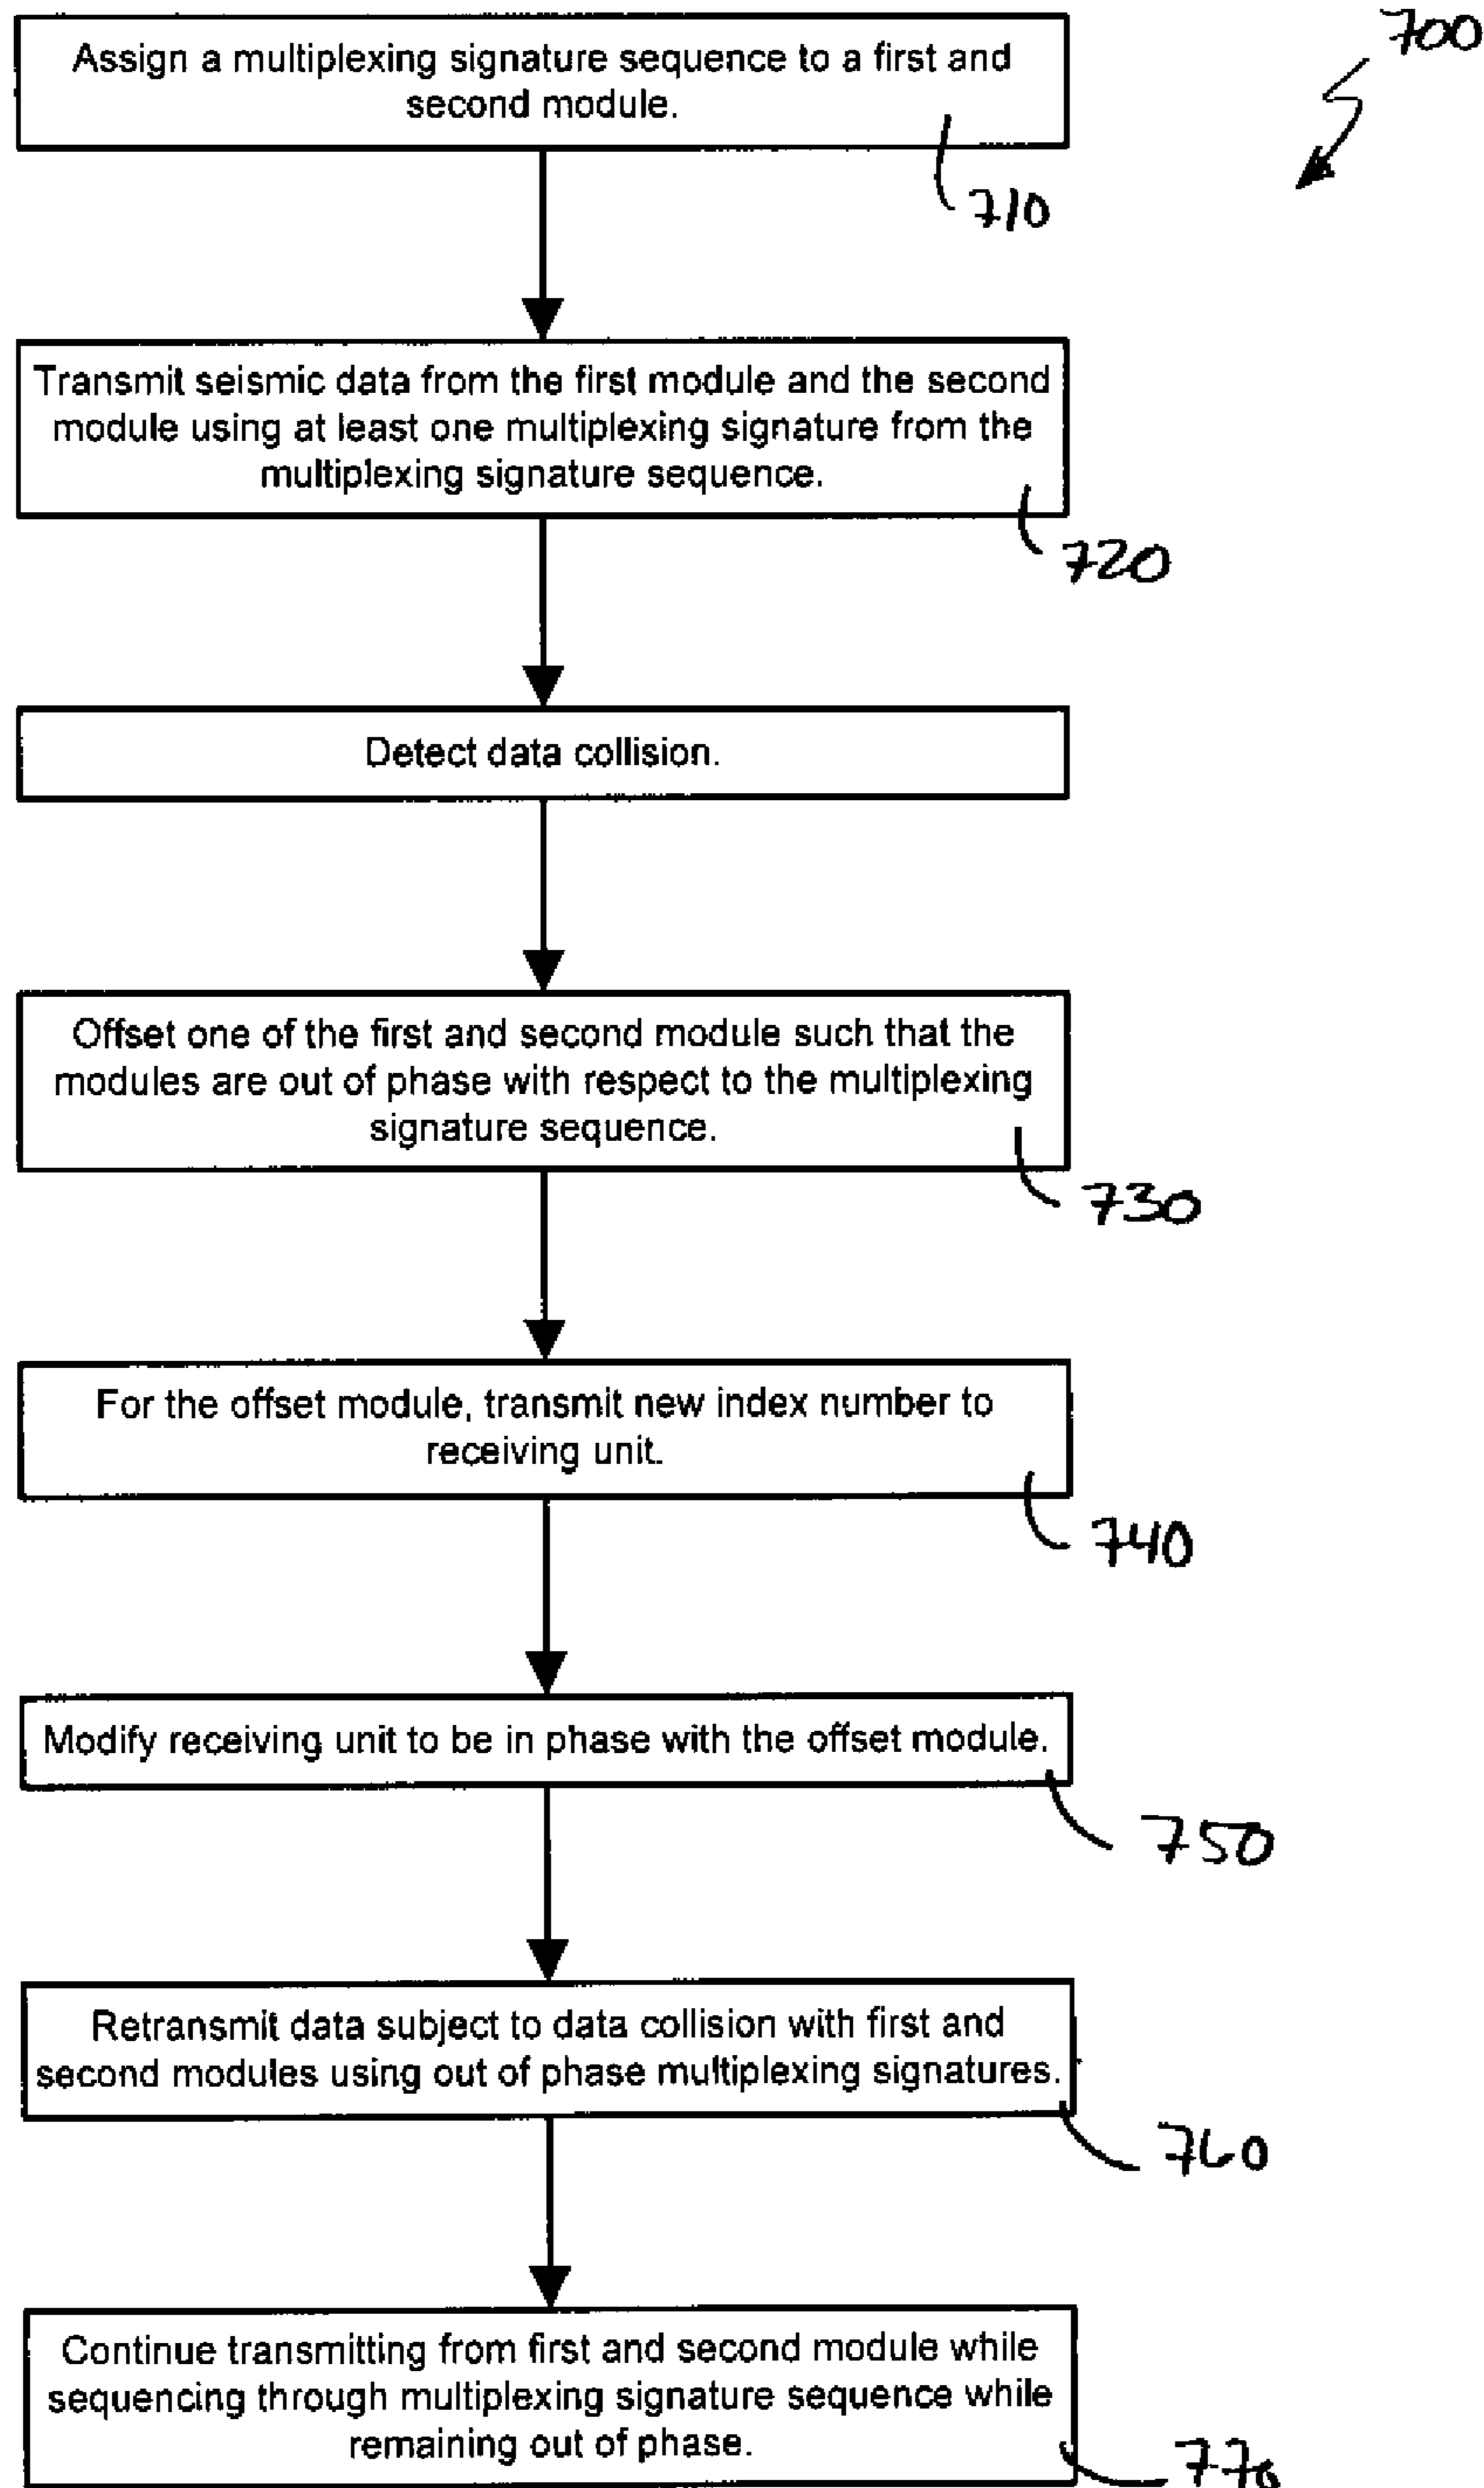 700
Assign a multiplexing signature sequence to a first and
second module.
710
Transmit seismic data from the first module and the second
module using at least one multiplexing signature from the
multiplexing signature sequence.
720
Detect data collision.
Offset one of the first and second module such that the
modules are out of phase with respect to the multiplexing
signature sequence.
730
For the offset module, transmit new index number to
receiving unit.
740
Modify receiving unit to be in phase with the offset module.
750
Retransmit data subject to data collision with first and
second modules using out of phase multiplexing signatures.
760
Continue transmitting from first and second module while
sequencing through multiplexing signature sequence while
remaining out of phase.
770